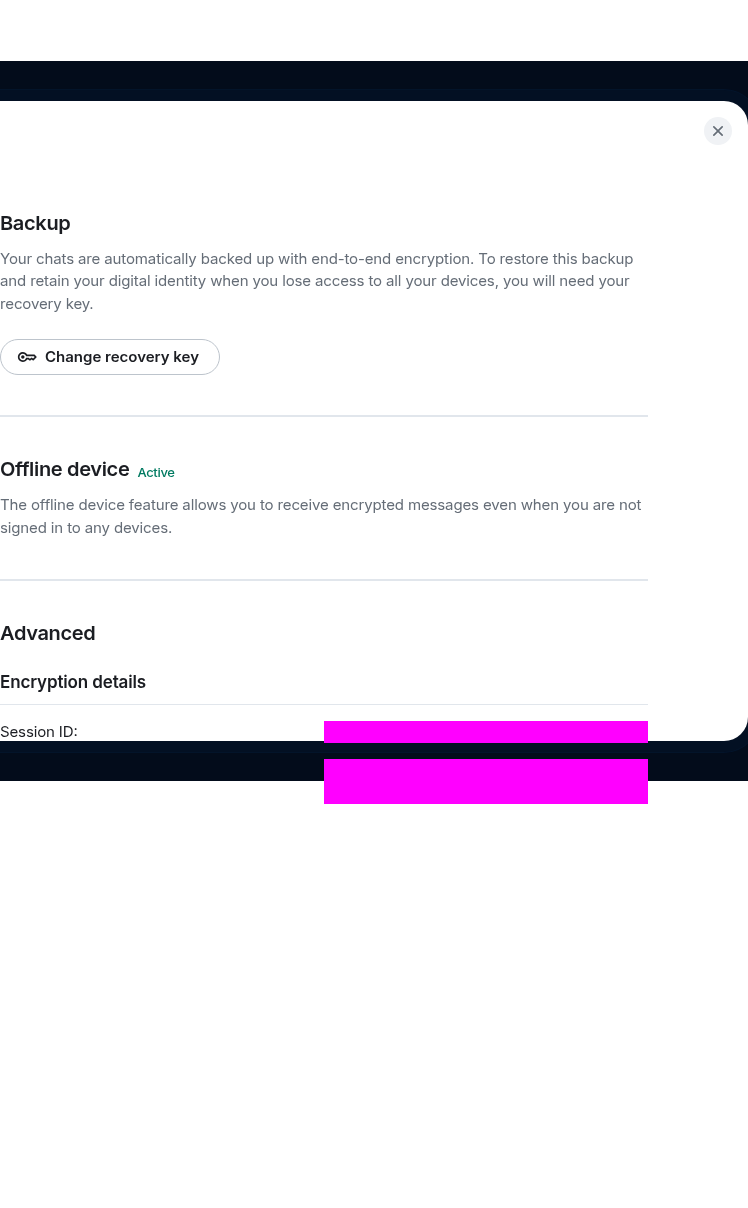 Backup
Your chats are automatically backed up with end-to-end encryption. To restore this backup
and retain your digital identity when you lose access to all your devices, you will need your
recovery key.
Change recovery key
Offline device Active
The offline device feature allows you to receive encrypted messages even when you are not
signed in to any devices.
Advanced
Encryption details
Session ID: